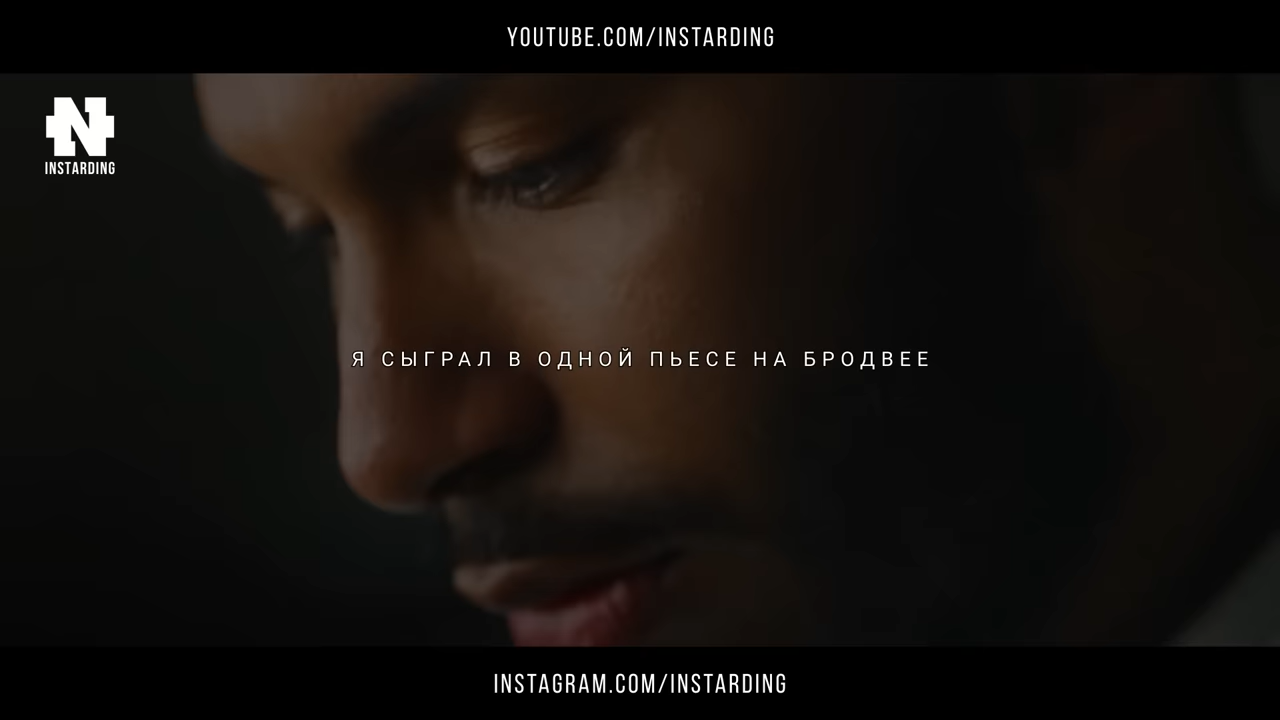 YOUTUBE.COM/INSTARDING
N
INSTARDING
Я СЫГРАЛ В ОДНОЙ ПЬЕСЕ НА БРОДВЕЕ
INSTAGRAM.COM/INSTARDING